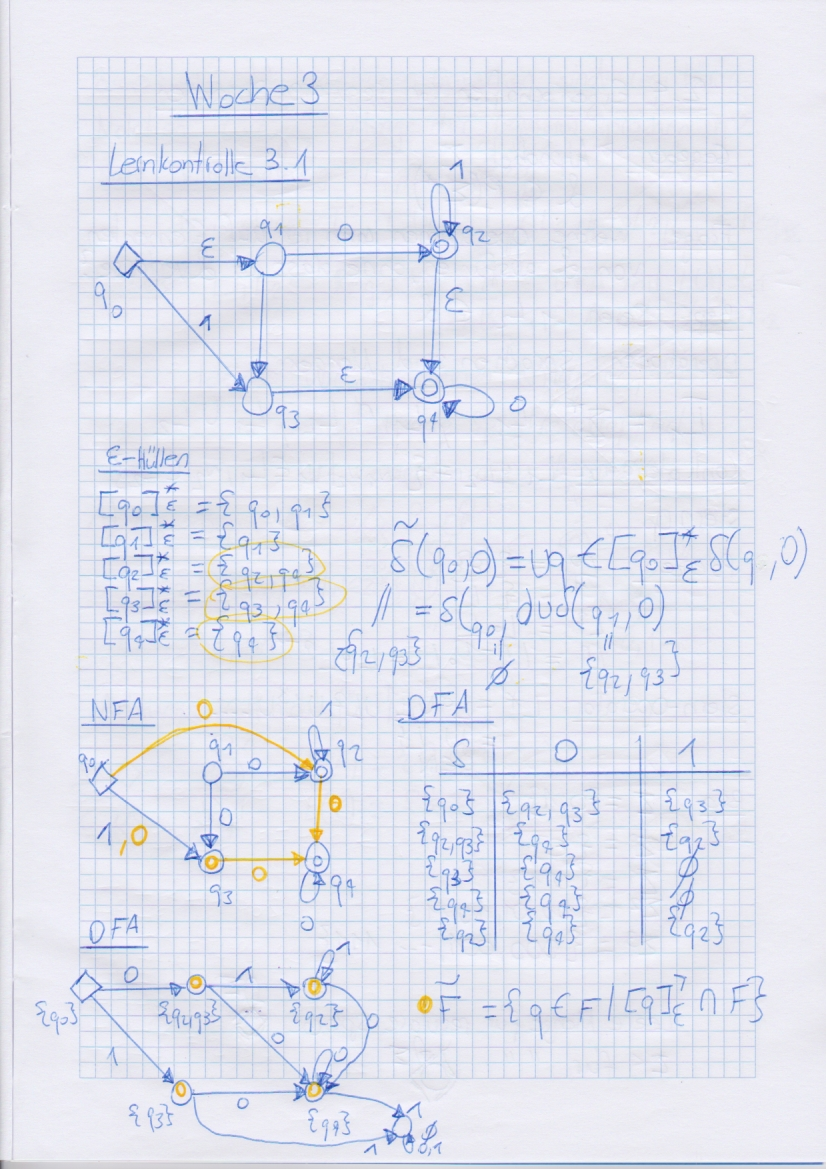 Woche 3
Lernkontrolle 3.1
1
q1 0 q2
ε
q0
1 ε
ε
q3 q4 0
ε-Hüllen
[q0]*ε = {q0, q1}
[q1]*ε = {q1}
[q2]*ε = {q2, q4}
[q3]*ε = {q3, q4}
[q4]*ε = {q4}
δ̃(q0,0) = ∪q ∈ [q0]*ε δ(q,0)
|| = δ(q0, 0) ∪ δ(q1, 0)
{q2, q3} || ||
∅ {q2, q3}
NFA 0 1
q0 q1 0 q2
1,0 0 0
q3 0 q4
0
DFA
δ 0 1
{q0} {q2, q3} {q3}
{q2, q3} {q4} {q2}
{q3} {q4} ∅
{q4} {q4} ∅
{q2} {q4} {q2}
DFA
0 1 1
{q0} {q2,q3} {q2}
0 0
1 0
{q3} 0 {q4} 1
1 ∅ 0,1
F̃ = {q ∈ F | [q]*ε ∩ F}